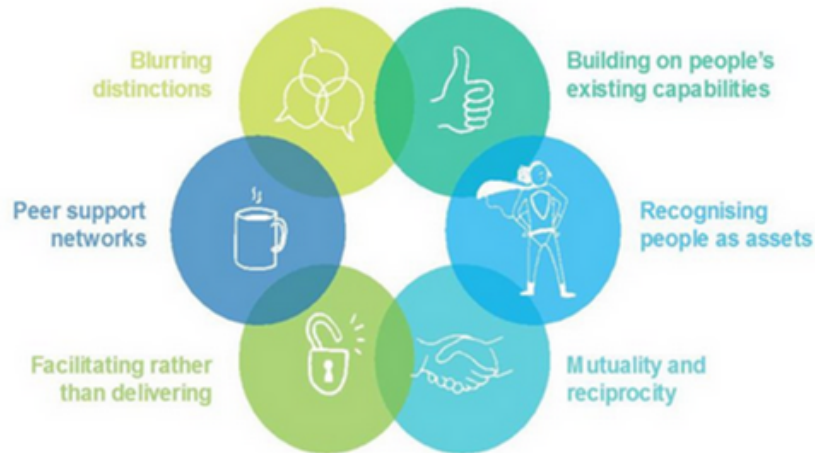 Blurring
distinctions
Building on people's
existing capabilities
Peer support
networks
Recognising
people as assets
Facilitating rather
than delivering
Mutuality and
reciprocity